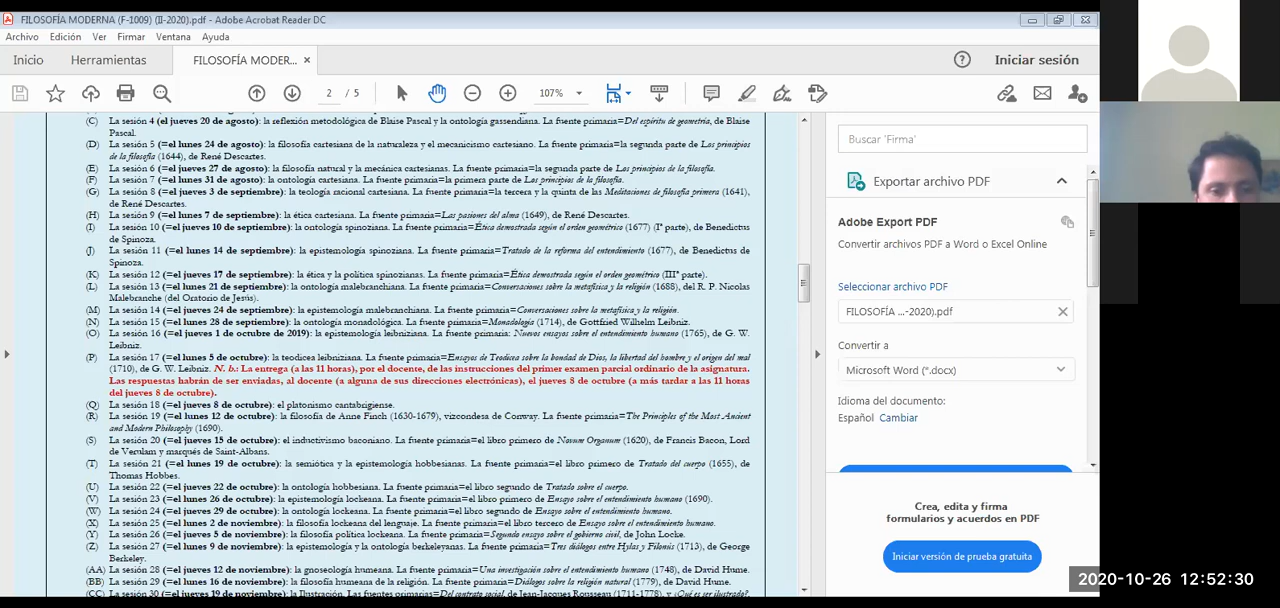 FILOSOFÍA MODERNA (F-1009) (II-2020).pdf - Adobe Acrobat Reader DC
Archivo Edición Ver Firmar Ventana Ayuda
Inicio Herramientas FILOSOFÍA MODER... × Iniciar sesión
2 / 5 107%
(C) La sesión 4 (=el jueves 20 de agosto): la reflexión metodológica de Blaise Pascal y la ontología gassendiana. La fuente primaria=Del espíritu de geometría, de Blaise
Pascal.
(D) La sesión 5 (=el lunes 24 de agosto): la filosofía cartesiana de la naturaleza y el mecanicismo cartesiano. La fuente primaria=la segunda parte de Los principios
de la filosofía (1644), de René Descartes.
(E) La sesión 6 (=el jueves 27 de agosto): la filosofía natural y la mecánica cartesianas. La fuente primaria=la segunda parte de Los principios de la filosofía.
(F) La sesión 7 (=el lunes 31 de agosto): la ontología cartesiana. La fuente primaria=la primera parte de Los principios de la filosofía.
(G) La sesión 8 (=el jueves 3 de septiembre): la teología racional cartesiana. La fuente primaria=la tercera y la quinta de las Meditaciones de filosofía primera (1641),
de René Descartes.
(H) La sesión 9 (=el lunes 7 de septiembre): la ética cartesiana. La fuente primaria=Las pasiones del alma (1649), de René Descartes.
(I) La sesión 10 (=el jueves 10 de septiembre): la ontología spinoziana. La fuente primaria=Ética demostrada según el orden geométrico (1677) (Iª parte), de Benedictus
de Spinoza.
(J) La sesión 11 (=el lunes 14 de septiembre): la epistemología spinoziana. La fuente primaria=Tratado de la reforma del entendimiento (1677), de Benedictus de
Spinoza.
(K) La sesión 12 (=el jueves 17 de septiembre): la ética y la política spinozianas. La fuente primaria=Ética demostrada según el orden geométrico (IIIª parte).
(L) La sesión 13 (=el lunes 21 de septiembre): la ontología malebranchiana. La fuente primaria=Conversaciones sobre la metafísica y la religión (1688), del R. P. Nicolas
Malebranche (del Oratorio de Jesús).
(M) La sesión 14 (=el jueves 24 de septiembre): la epistemología malebranchiana. La fuente primaria=Conversaciones sobre la metafísica y la religión.
(N) La sesión 15 (=el lunes 28 de septiembre): la ontología monadológica. La fuente primaria=Monadología (1714), de Gottfried Wilhelm Leibniz.
(O) La sesión 16 (=el jueves 1 de octubre de 2019): la epistemología leibniziana. La fuente primaria: Nuevos ensayos sobre el entendimiento humano (1765), de G. W.
Leibniz.
(P) La sesión 17 (=el lunes 5 de octubre): la teodicea leibniziana. La fuente primaria=Ensayos de Teodicea sobre la bondad de Dios, la libertad del hombre y el origen del mal
(1710), de G. W. Leibniz. N. b.: La entrega (a las 11 horas), por el docente, de las instrucciones del primer examen parcial ordinario de la asignatura.
Las respuestas habrán de ser enviadas, al docente (a alguna de sus direcciones electrónicas), el jueves 8 de octubre (a más tardar a las 11 horas
del jueves 8 de octubre).
(Q) La sesión 18 (=el jueves 8 de octubre): el platonismo cantabrigiense.
(R) La sesión 19 (=el lunes 12 de octubre): la filosofía de Anne Finch (1630-1679), vizcondesa de Conway. La fuente primaria=The Principles of the Most Ancient
and Modern Philosophy (1690).
(S) La sesión 20 (=el jueves 15 de octubre): el inductivismo baconiano. La fuente primaria=el libro primero de Novum Organum (1620), de Francis Bacon, Lord
de Verulam y marqués de Saint-Albans.
(T) La sesión 21 (=el lunes 19 de octubre): la semiótica y la epistemología hobbesianas. La fuente primaria=el libro primero de Tratado del cuerpo (1655), de
Thomas Hobbes.
(U) La sesión 22 (=el jueves 22 de octubre): la ontología hobbesiana. La fuente primaria=el libro segundo de Tratado sobre el cuerpo.
(V) La sesión 23 (=el lunes 26 de octubre): la epistemología lockeana. La fuente primaria=el libro primero de Ensayo sobre el entendimiento humano (1690).
(W) La sesión 24 (=el jueves 29 de octubre): la ontología lockeana. La fuente primaria=el libro segundo de Ensayo sobre el entendimiento humano.
(X) La sesión 25 (=el lunes 2 de noviembre): la filosofía lockeana del lenguaje. La fuente primaria=el libro tercero de Ensayo sobre el entendimiento humano.
(Y) La sesión 26 (=el jueves 5 de noviembre): la filosofía política lockeana. La fuente primaria=Segundo ensayo sobre el gobierno civil, de John Locke.
(Z) La sesión 27 (=el lunes 9 de noviembre): la epistemología y la ontología berkeleyanas. La fuente primaria=Tres diálogos entre Hylas y Filonús (1713), de George
Berkeley.
(AA) La sesión 28 (=el jueves 12 de noviembre): la gnoseología humeana. La fuente primaria=Una investigación sobre el entendimiento humano (1748), de David Hume.
(BB) La sesión 29 (=el lunes 16 de noviembre): la filosofía humeana de la religión. La fuente primaria=Diálogos sobre la religión natural (1779), de David Hume.
(CC) La sesión 30 (=el jueves 19 de noviembre): la Ilustración. Las fuentes primarias=Del contrato social, de Jean-Jacques Rousseau (1711-1778), y ¿Qué es ser ilustrado?,
Buscar 'Firma'
Exportar archivo PDF
Adobe Export PDF
Convertir archivos PDF a Word o Excel Online
Seleccionar archivo PDF
FILOSOFÍA ...-2020).pdf
Convertir a
Microsoft Word (*.docx)
Idioma del documento:
Español Cambiar
Crea, edita y firma
formularios y acuerdos en PDF
Iniciar versión de prueba gratuita
2020-10-26 12:52:30